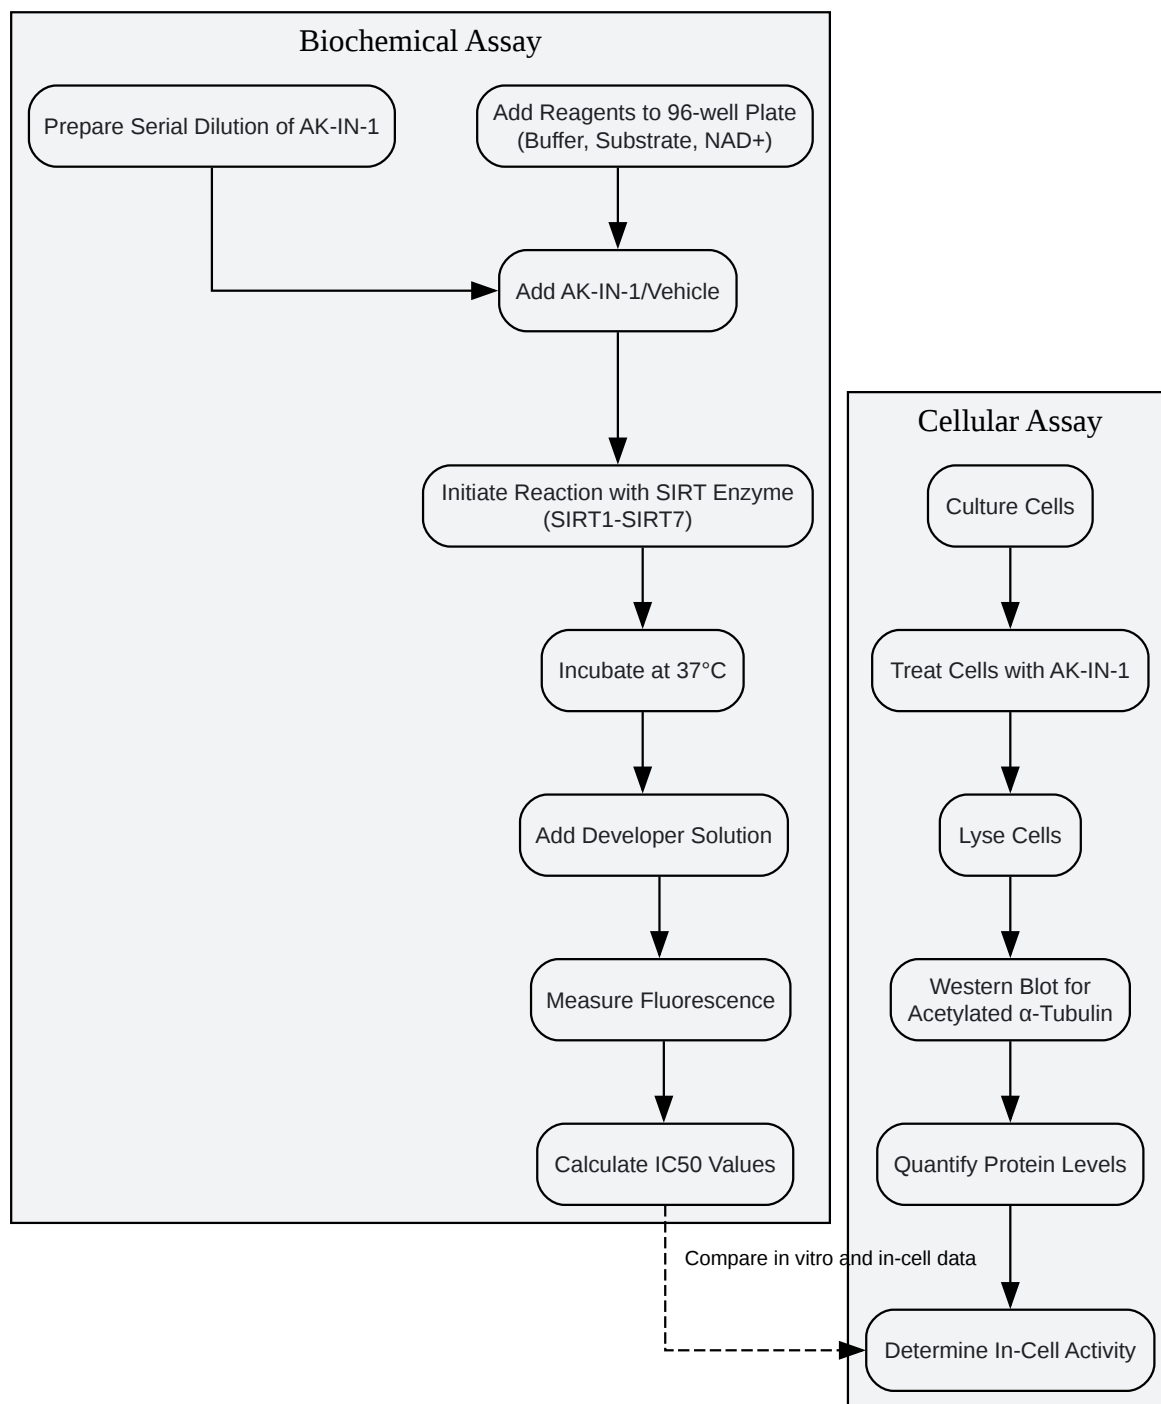 Biochemical Assay
Prepare Serial Dilution of AK-IN-1
Add Reagents to 96-well Plate
(Buffer, Substrate, NAD+)
Add AK-IN-1/Vehicle
Initiate Reaction with SIRT Enzyme
(SIRT1-SIRT7)
Incubate at 37°C
Add Developer Solution
Measure Fluorescence
Calculate IC50 Values
Compare in vitro and in-cell data
Cellular Assay
Culture Cells
Treat Cells with AK-IN-1
Lyse Cells
Western Blot for
Acetylated α-Tubulin
Quantify Protein Levels
Determine In-Cell Activity